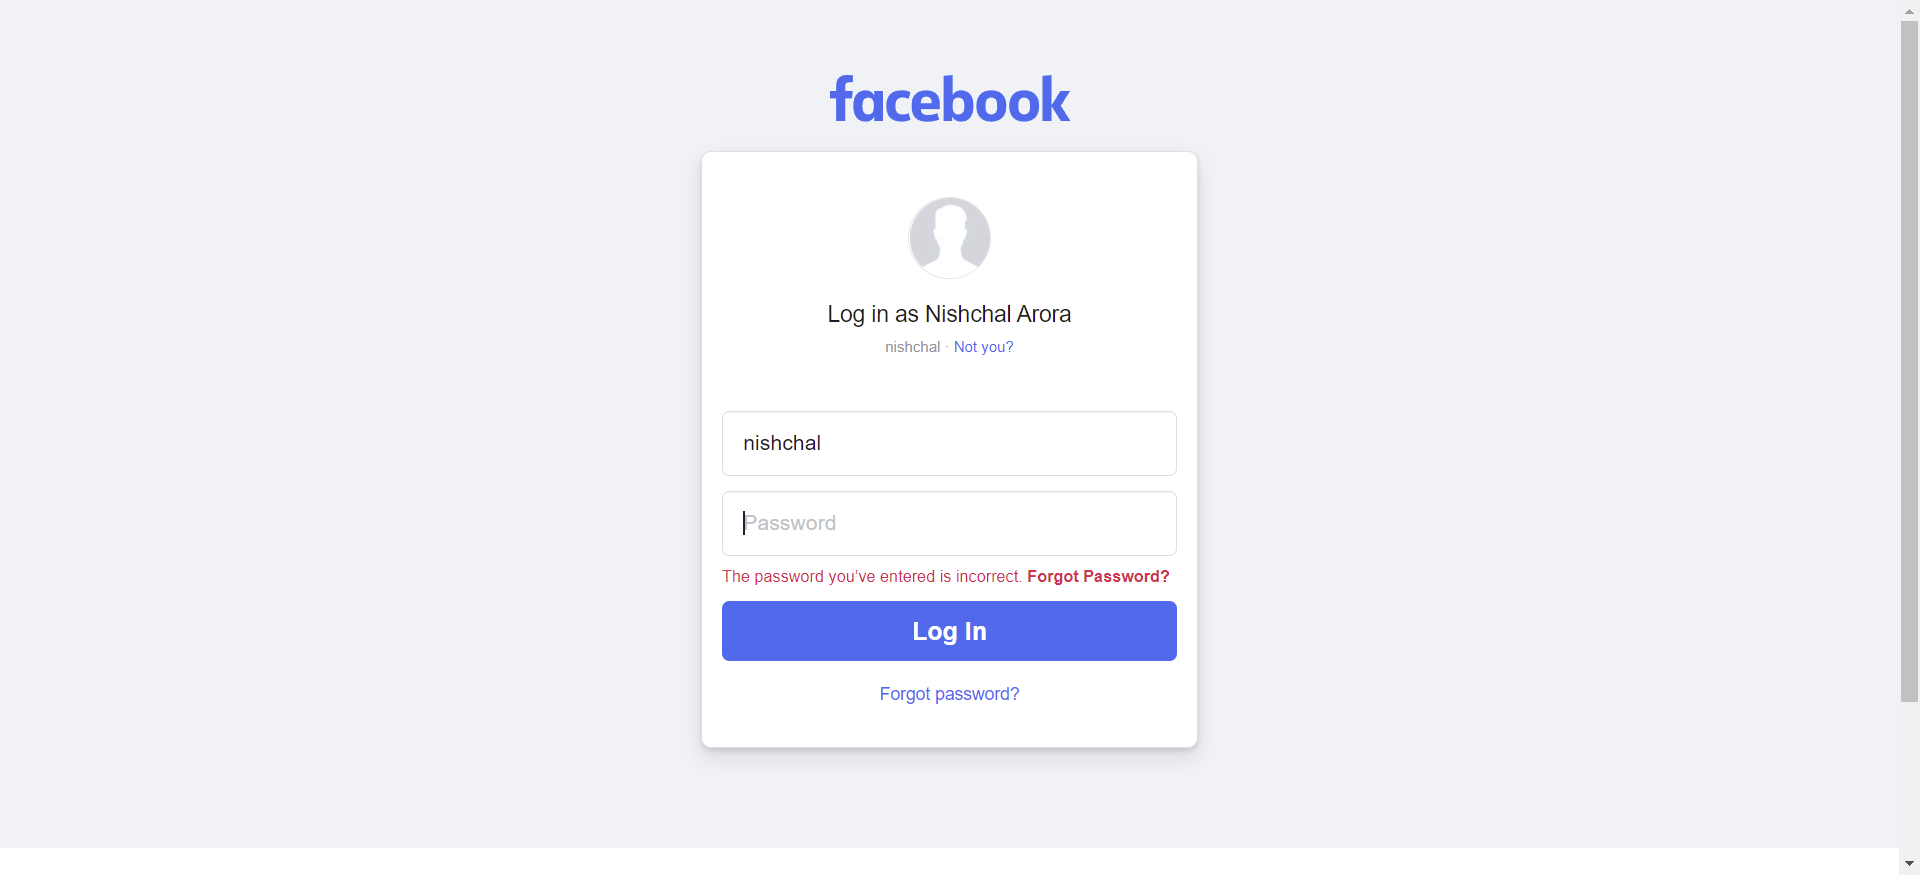 facebook
Log in as Nishchal Arora
nishchal · Not you?
nishchal
Password
The password you’ve entered is incorrect. Forgot Password?
Log In
Forgot password?